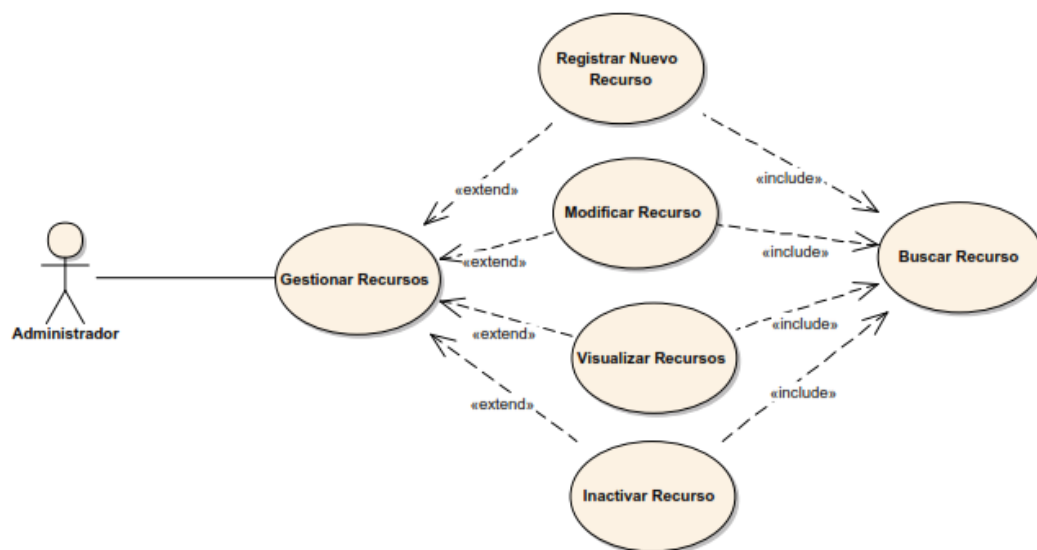 Registrar Nuevo
Recurso
«extend»
«include»
Modificar Recurso
«extend»
«include»
Buscar Recurso
Gestionar Recursos
Administrador
«extend»
«include»
Visualizar Recursos
«extend»
«include»
Inactivar Recurso